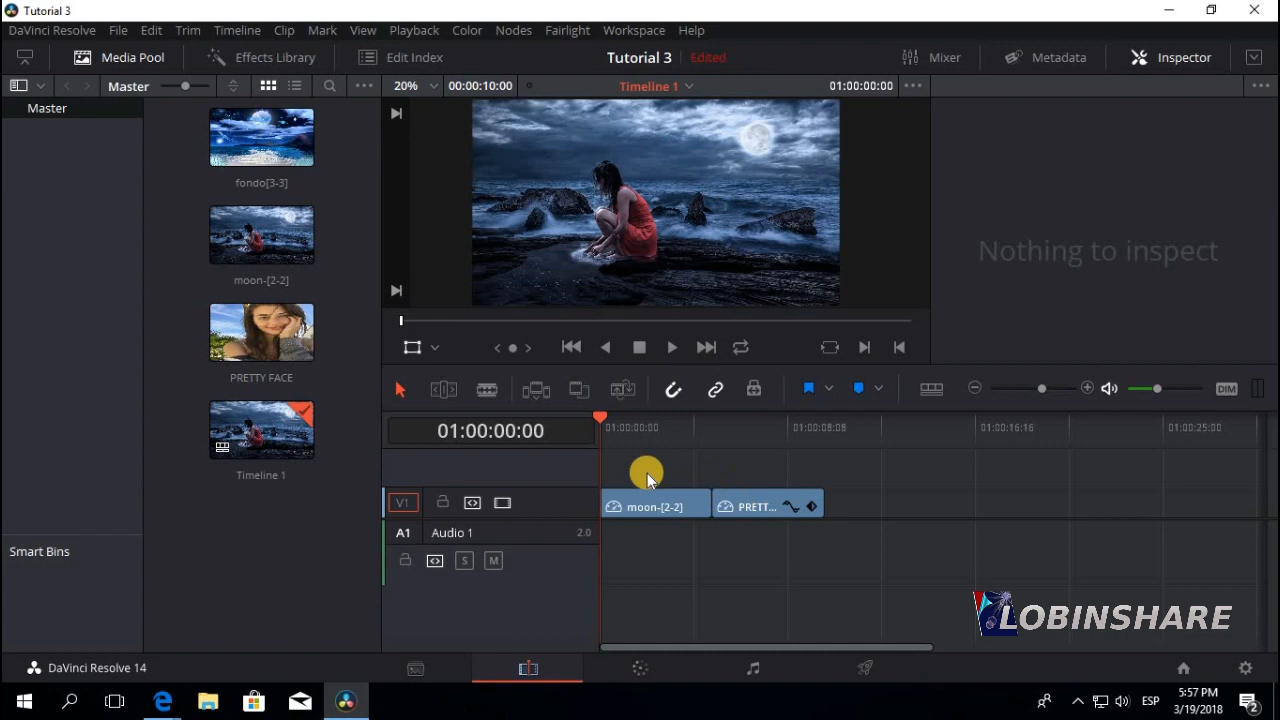 Tutorial 3
DaVinci Resolve File Edit Trim Timeline Clip Mark View Playback Color Nodes Fairlight Workspace Help
Media Pool Effects Library Edit Index Tutorial 3 Edited Mixer Metadata Inspector
Master 20% 00:00:10:00 Timeline 1 01:00:00:00
Master
fondo[3-3]
moon-[2-2]
PRETTY FACE
Timeline 1
Smart Bins
Nothing to inspect
DIM
01:00:00:00 01:00:00:00 01:00:08:08 01:00:16:16 01:00:25:00
V1 moon-[2-2] PRETT...
A1 Audio 1 2.0
S M
LOBINSHARE
DaVinci Resolve 14
ESP 5:57 PM
3/19/2018 2